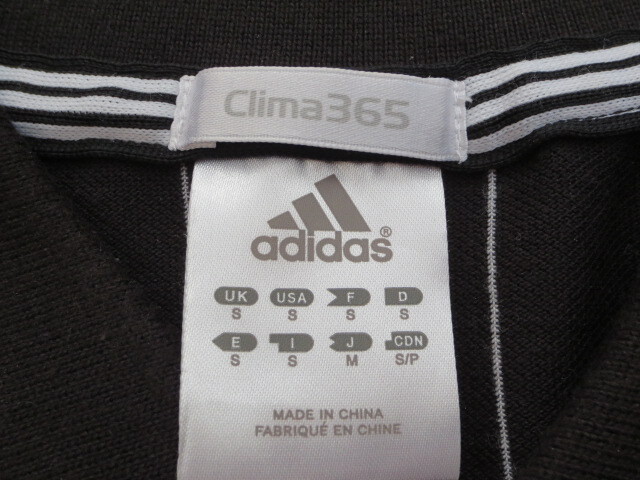 Clima365
adidas®
UK USA F D
S S S S
E I J CDN
S S M S/P
MADE IN CHINA
FABRIQUÉ EN CHINE